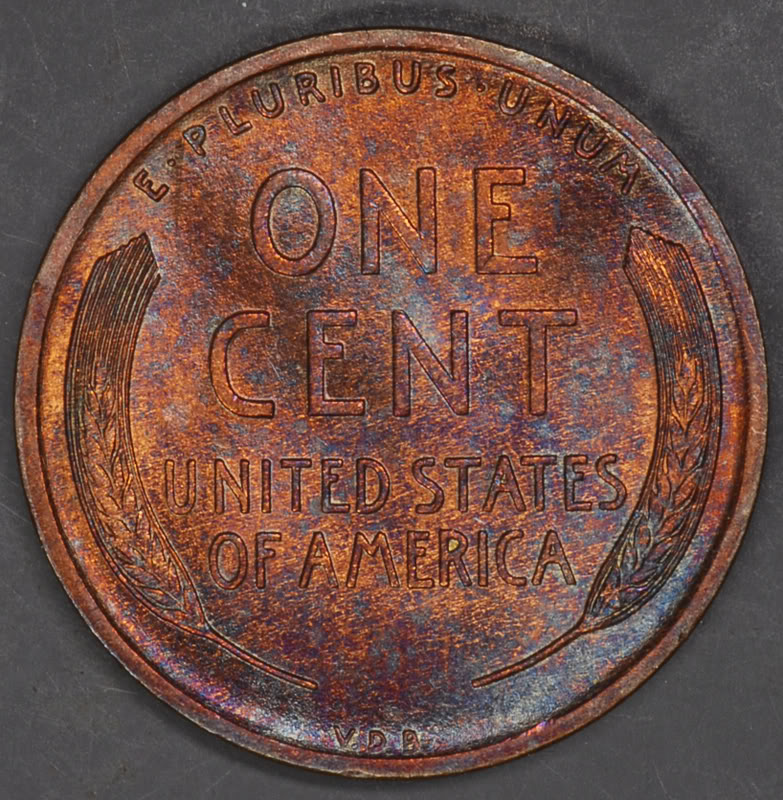 E·PLURIBUS·UNUM
ONE
CENT
UNITED STATES
OF AMERICA
V.D.B.